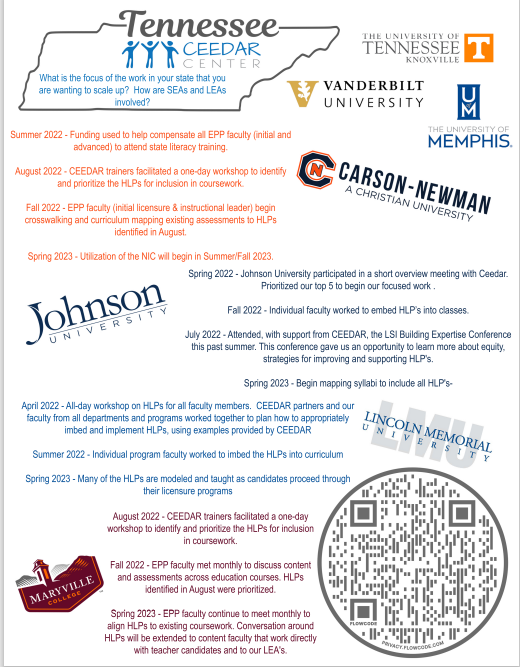 Tennessee
CEEDAR
CENTER
What is the focus of the work in your state that you
are wanting to scale up? How are SEAs and LEAs
involved?
THE UNIVERSITY OF
TENNESSEE
KNOXVILLE
T
V
VANDERBILT
UNIVERSITY
UM
THE UNIVERSITY OF
MEMPHIS.
Summer 2022 - Funding used to help compensate all EPP faculty (initial and
advanced) to attend state literacy training.
August 2022 - CEEDAR trainers facilitated a one-day workshop to identify
and prioritize the HLPs for inclusion in coursework.
Fall 2022 - EPP faculty (initial licensure & instructional leader) begin
crosswalking and curriculum mapping existing assessments to HLPs
identified in August.
Spring 2023 - Utilization of the NIC will begin in Summer/Fall 2023.
CARSON-NEWMAN
A CHRISTIAN UNIVERSITY
Johnson
UNIVERSITY
Spring 2022 - Johnson University participated in a short overview meeting with Ceedar.
Prioritized our top 5 to begin our focused work .
Fall 2022 - Individual faculty worked to embed HLP's into classes.
July 2022 - Attended, with support from CEEDAR, the LSI Building Expertise Conference
this past summer. This conference gave us an opportunity to learn more about equity,
strategies for improving and supporting HLP's.
Spring 2023 - Begin mapping syllabi to include all HLP's-
April 2022 - All-day workshop on HLPs for all faculty members. CEEDAR partners and our
faculty from all departments and programs worked together to plan how to appropriately
imbed and implement HLPs, using examples provided by CEEDAR
Summer 2022 - Individual program faculty worked to imbed the HLPs into curriculum
Spring 2023 - Many of the HLPs are modeled and taught as candidates proceed through
their licensure programs
LMU
LINCOLN MEMORIAL
UNIVERSITY
August 2022 - CEEDAR trainers facilitated a one-day
workshop to identify and prioritize the HLPs for inclusion
in coursework.
Fall 2022 - EPP faculty met monthly to discuss content
and assessments across education courses. HLPs
identified in August were prioritized.
Spring 2023 - EPP faculty continue to meet monthly to
align HLPs to existing coursework. Conversation around
HLPs will be extended to content faculty that work directly
with teacher candidates and to our LEA's.
MARYVILLE
COLLEGE
FLOWCODE
PRIVACY.FLOWCODE.COM